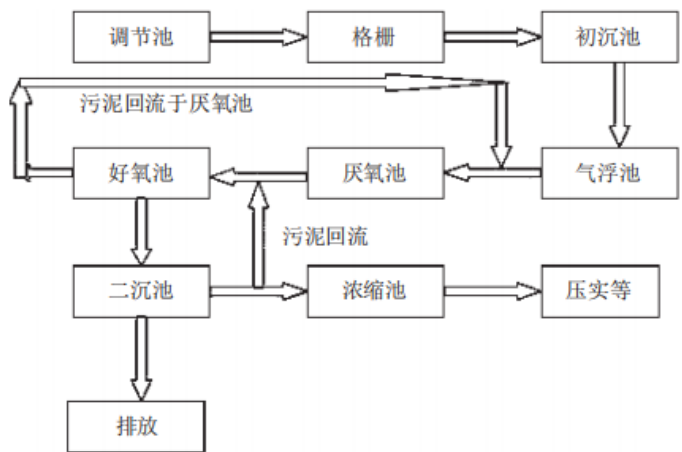 调节池
格栅
初沉池
污泥回流于厌氧池
好氧池
厌氧池
气浮池
污泥回流
二沉池
浓缩池
压实等
排放